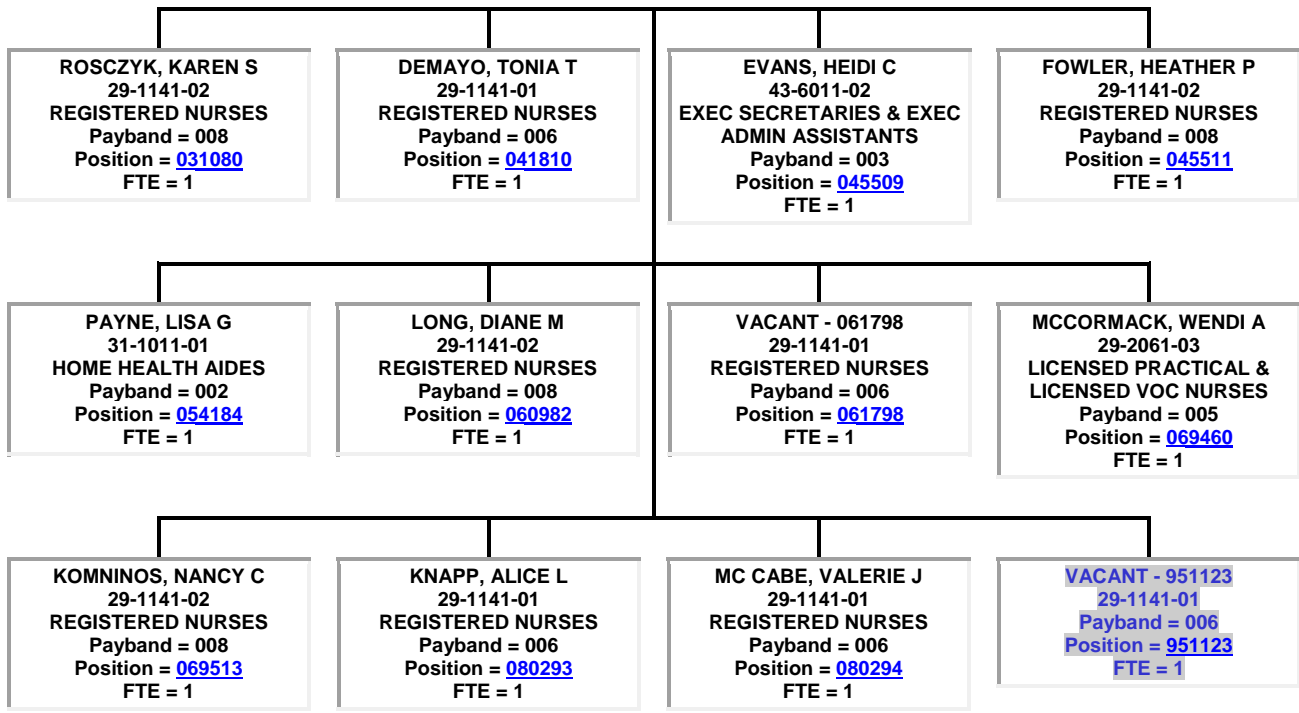 ROSCZYK, KAREN S
29-1141-02
REGISTERED NURSES
Payband = 008
Position = 031080
FTE = 1
DEMAYO, TONIA T
29-1141-01
REGISTERED NURSES
Payband = 006
Position = 041810
FTE = 1
EVANS, HEIDI C
43-6011-02
EXEC SECRETARIES & EXEC
ADMIN ASSISTANTS
Payband = 003
Position = 045509
FTE = 1
FOWLER, HEATHER P
29-1141-02
REGISTERED NURSES
Payband = 008
Position = 045511
FTE = 1
PAYNE, LISA G
31-1011-01
HOME HEALTH AIDES
Payband = 002
Position = 054184
FTE = 1
LONG, DIANE M
29-1141-02
REGISTERED NURSES
Payband = 008
Position = 060982
FTE = 1
VACANT - 061798
29-1141-01
REGISTERED NURSES
Payband = 006
Position = 061798
FTE = 1
MCCORMACK, WENDI A
29-2061-03
LICENSED PRACTICAL &
LICENSED VOC NURSES
Payband = 005
Position = 069460
FTE = 1
KOMNINOS, NANCY C
29-1141-02
REGISTERED NURSES
Payband = 008
Position = 069513
FTE = 1
KNAPP, ALICE L
29-1141-01
REGISTERED NURSES
Payband = 006
Position = 080293
FTE = 1
MC CABE, VALERIE J
29-1141-01
REGISTERED NURSES
Payband = 006
Position = 080294
FTE = 1
VACANT - 951123
29-1141-01
Payband = 006
Position = 951123
FTE = 1